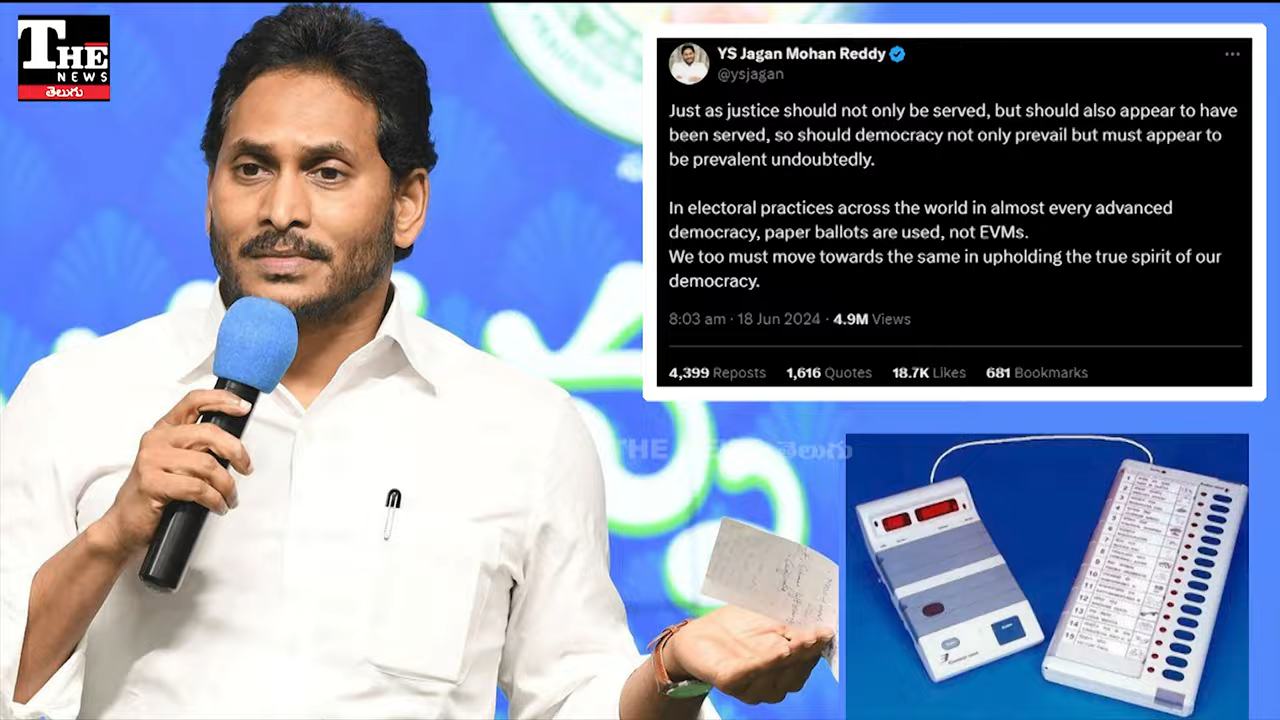 THE
NEWS
తెలుగు
YS Jagan Mohan Reddy
@ysjagan
Just as justice should not only be served, but should also appear to have
been served, so should democracy not only prevail but must appear to
be prevalent undoubtedly.
In electoral practices across the world in almost every advanced
democracy, paper ballots are used, not EVMs.
We too must move towards the same in upholding the true spirit of our
democracy.
8:03 am · 18 Jun 2024 · 4.9M Views
4,399 Reposts 1,616 Quotes 18.7K Likes 681 Bookmarks
THE NEWS తెలుగు